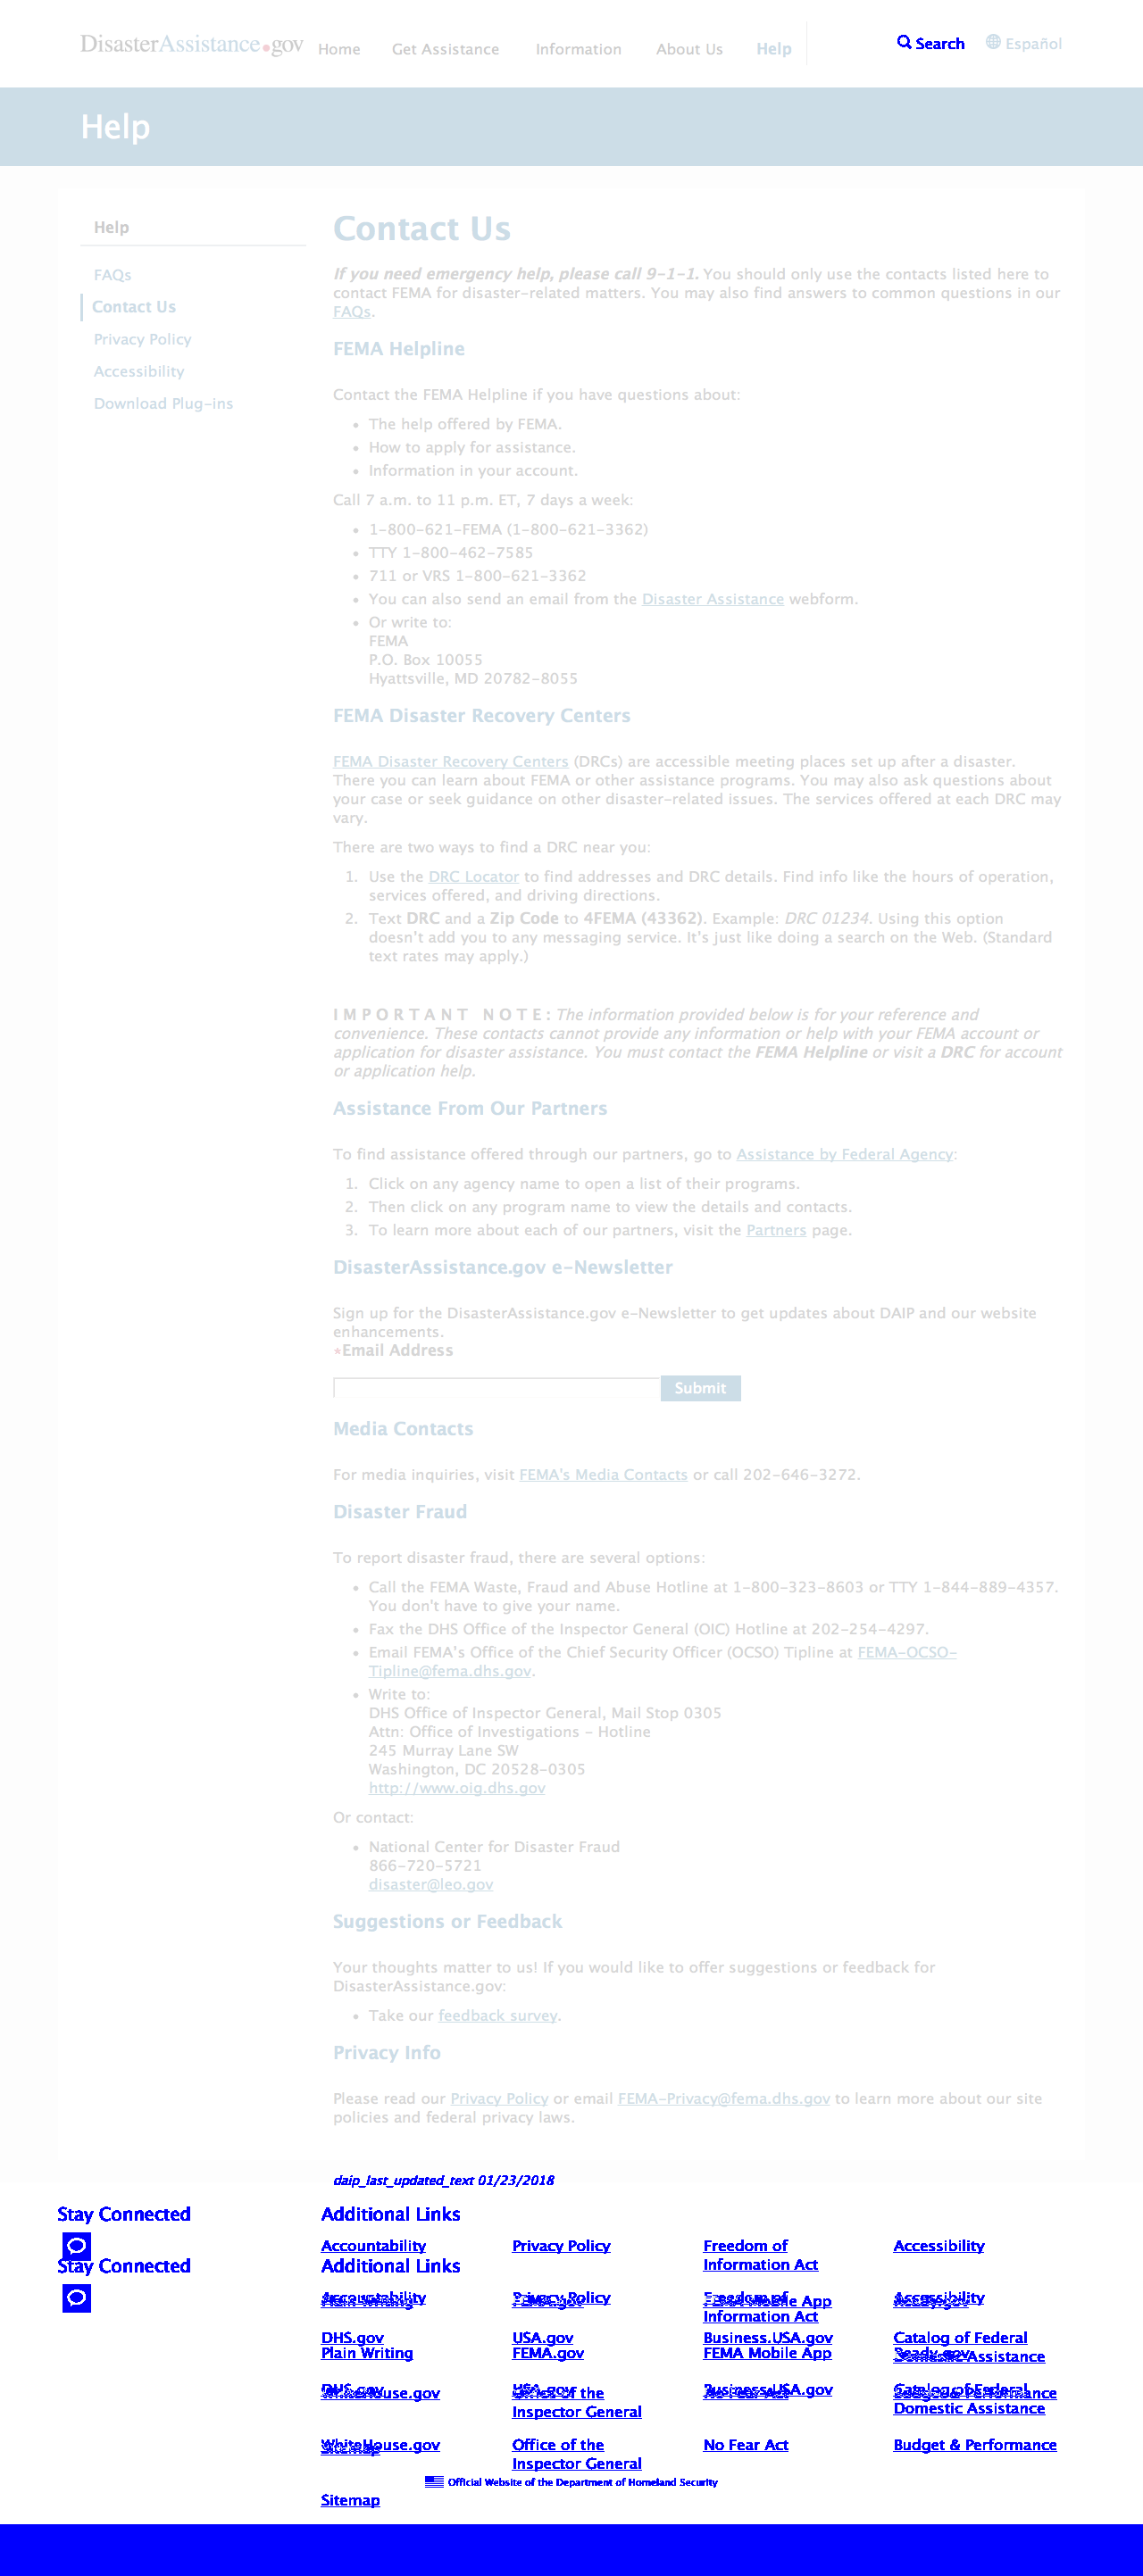 DisasterAssistance.gov Home Get Assistance Information About Us Help Search Español
Help
Help
FAQs
Contact Us
Privacy Policy
Accessibility
Download Plug-ins
Contact Us
If you need emergency help, please call 9-1-1. You should only use the contacts listed here to
contact FEMA for disaster-related matters. You may also find answers to common questions in our
FAQs.
FEMA Helpline
Contact the FEMA Helpline if you have questions about:
• The help offered by FEMA.
• How to apply for assistance.
• Information in your account.
Call 7 a.m. to 11 p.m. ET, 7 days a week:
• 1-800-621-FEMA (1-800-621-3362)
• TTY 1-800-462-7585
• 711 or VRS 1-800-621-3362
• You can also send an email from the Disaster Assistance webform.
• Or write to:
FEMA
P.O. Box 10055
Hyattsville, MD 20782-8055
FEMA Disaster Recovery Centers
FEMA Disaster Recovery Centers (DRCs) are accessible meeting places set up after a disaster.
There you can learn about FEMA or other assistance programs. You may also ask questions about
your case or seek guidance on other disaster-related issues. The services offered at each DRC may
vary.
There are two ways to find a DRC near you:
1. Use the DRC Locator to find addresses and DRC details. Find info like the hours of operation,
services offered, and driving directions.
2. Text DRC and a Zip Code to 4FEMA (43362). Example: DRC 01234. Using this option
doesn't add you to any messaging service. It's just like doing a search on the Web. (Standard
text rates may apply.)
IMPORTANT NOTE: The information provided below is for your reference and
convenience. These contacts cannot provide any information or help with your FEMA account or
application for disaster assistance. You must contact the FEMA Helpline or visit a DRC for account
or application help.
Assistance From Our Partners
To find assistance offered through our partners, go to Assistance by Federal Agency:
1. Click on any agency name to open a list of their programs.
2. Then click on any program name to view the details and contacts.
3. To learn more about each of our partners, visit the Partners page.
DisasterAssistance.gov e-Newsletter
Sign up for the DisasterAssistance.gov e-Newsletter to get updates about DAIP and our website
enhancements.
*Email Address
Submit
Media Contacts
For media inquiries, visit FEMA's Media Contacts or call 202-646-3272.
Disaster Fraud
To report disaster fraud, there are several options:
• Call the FEMA Waste, Fraud and Abuse Hotline at 1-800-323-8603 or TTY 1-844-889-4357.
You don't have to give your name.
• Fax the DHS Office of the Inspector General (OIC) Hotline at 202-254-4297.
• Email FEMA's Office of the Chief Security Officer (OCSO) Tipline at FEMA-OCSO-
Tipline@fema.dhs.gov.
• Write to:
DHS Office of Inspector General, Mail Stop 0305
Attn: Office of Investigations - Hotline
245 Murray Lane SW
Washington, DC 20528-0305
http://www.oig.dhs.gov
Or contact:
• National Center for Disaster Fraud
866-720-5721
disaster@leo.gov
Suggestions or Feedback
Your thoughts matter to us! If you would like to offer suggestions or feedback for
DisasterAssistance.gov:
• Take our feedback survey.
Privacy Info
Please read our Privacy Policy or email FEMA-Privacy@fema.dhs.gov to learn more about our site
policies and federal privacy laws.
daip_last_updated_text 01/23/2018
Stay Connected Additional Links
Accountability Privacy Policy Freedom of Accessibility
Information Act
Stay Connected Additional Links
Accountability Privacy Policy Freedom of Accessibility
Information Act
DHS.gov USA.gov Business.USA.gov Catalog of Federal
Plain Writing FEMA.gov FEMA Mobile App Ready.gov
Domestic Assistance
DHS.gov USA.gov Business.USA.gov Catalog of Federal
Inspector General Domestic Assistance
WhiteHouse.gov Office of the No Fear Act Budget & Performance
Inspector General
Official Website of the Department of Homeland Security
Sitemap